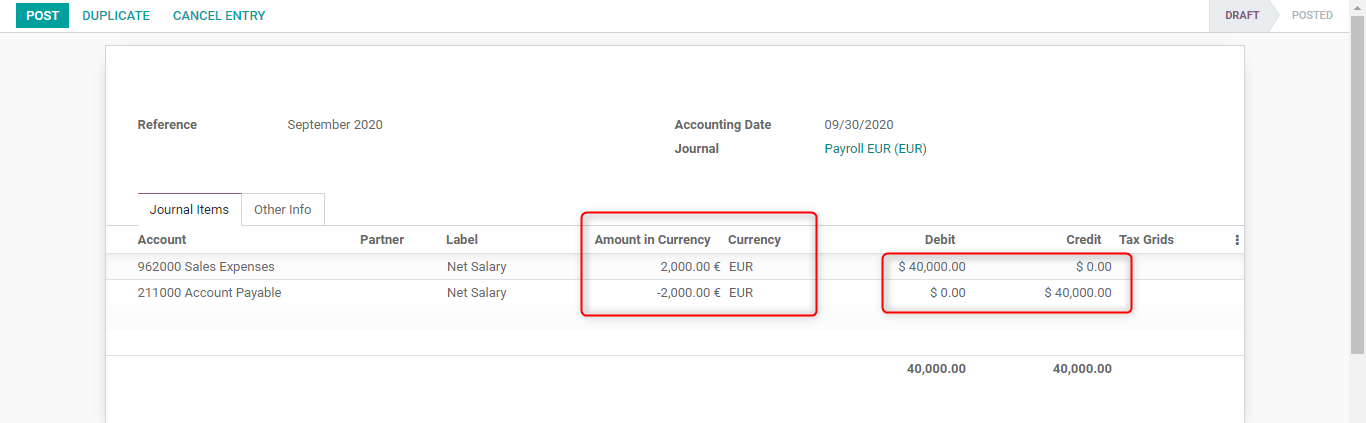 POST DUPLICATE CANCEL ENTRY DRAFT POSTED
Reference September 2020 Accounting Date 09/30/2020
Journal Payroll EUR (EUR)
Journal Items Other Info
Account Partner Label Amount in Currency Currency Debit Credit Tax Grids
962000 Sales Expenses Net Salary 2,000.00 € EUR $ 40,000.00 $ 0.00
211000 Account Payable Net Salary -2,000.00 € EUR $ 0.00 $ 40,000.00
40,000.00 40,000.00